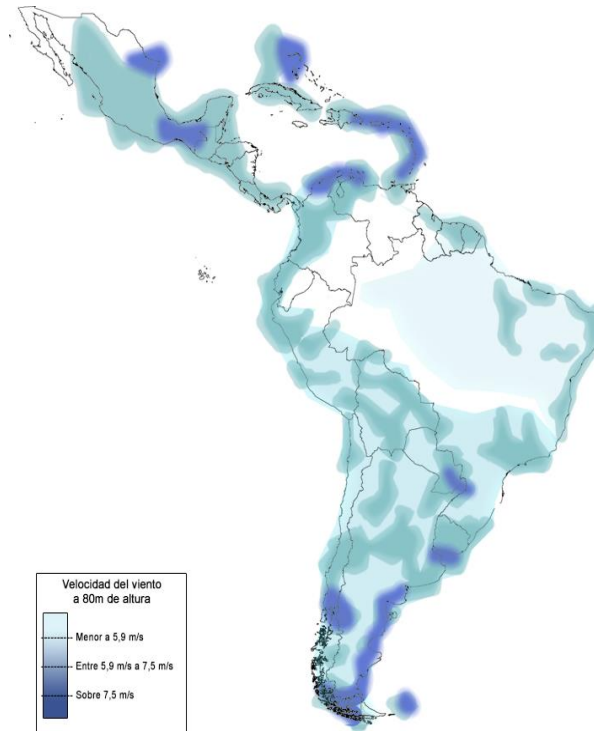 Velocidad del viento
a 80m de altura
Menor a 5,9 m/s
Entre 5,9 m/s a 7,5 m/s
Sobre 7,5 m/s